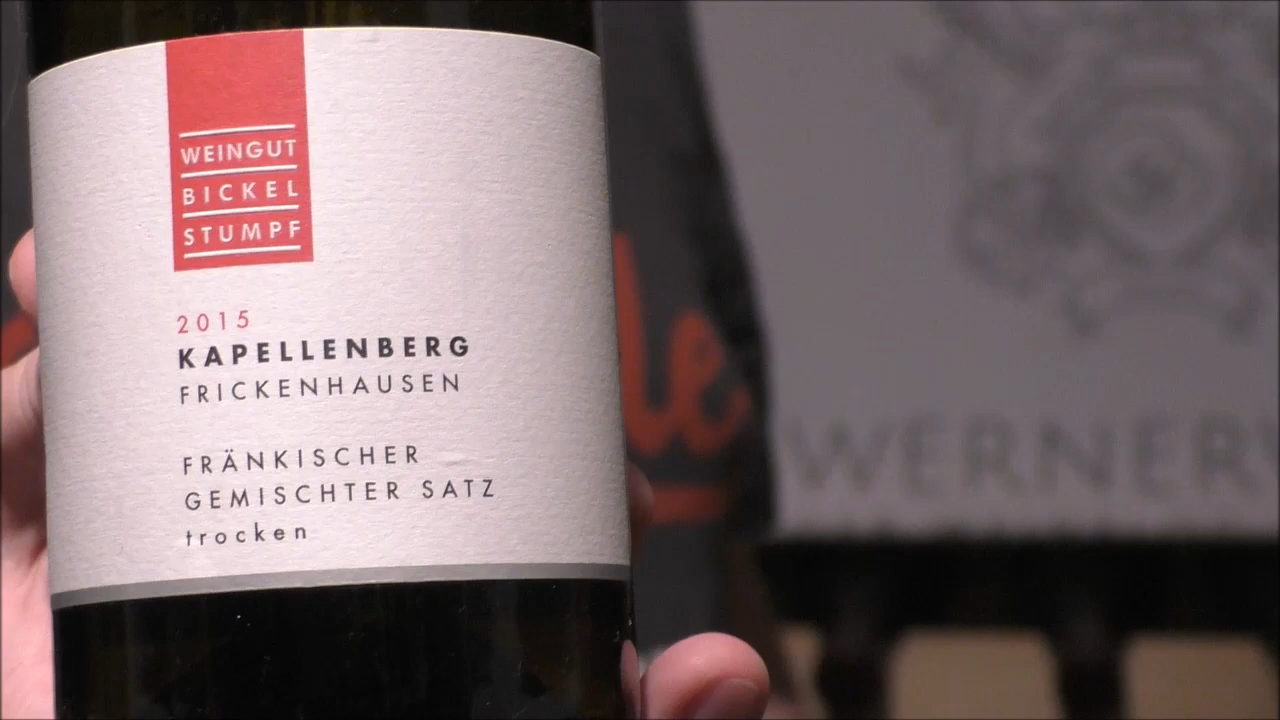 WEINGUT
BICKEL
STUMPF
2015
KAPELLENBERG
FRICKENHAUSEN
FRÄNKISCHER
GEMISCHTER SATZ
trocken
WERNER